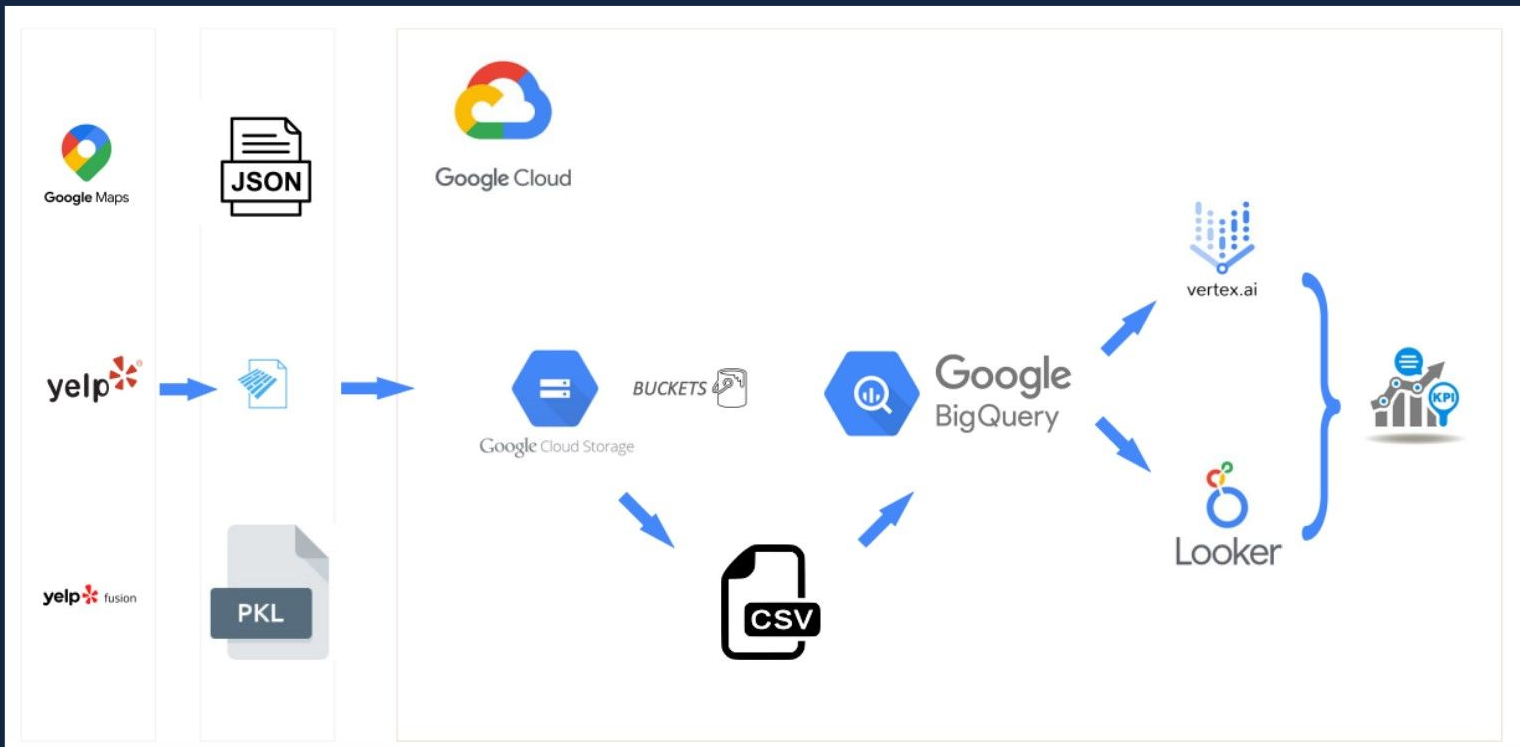 Google Maps
yelp
yelp fusion
JSON
PKL
Google Cloud
Google Cloud Storage
BUCKETS
CSV
Google
BigQuery
vertex.ai
Looker
KPI